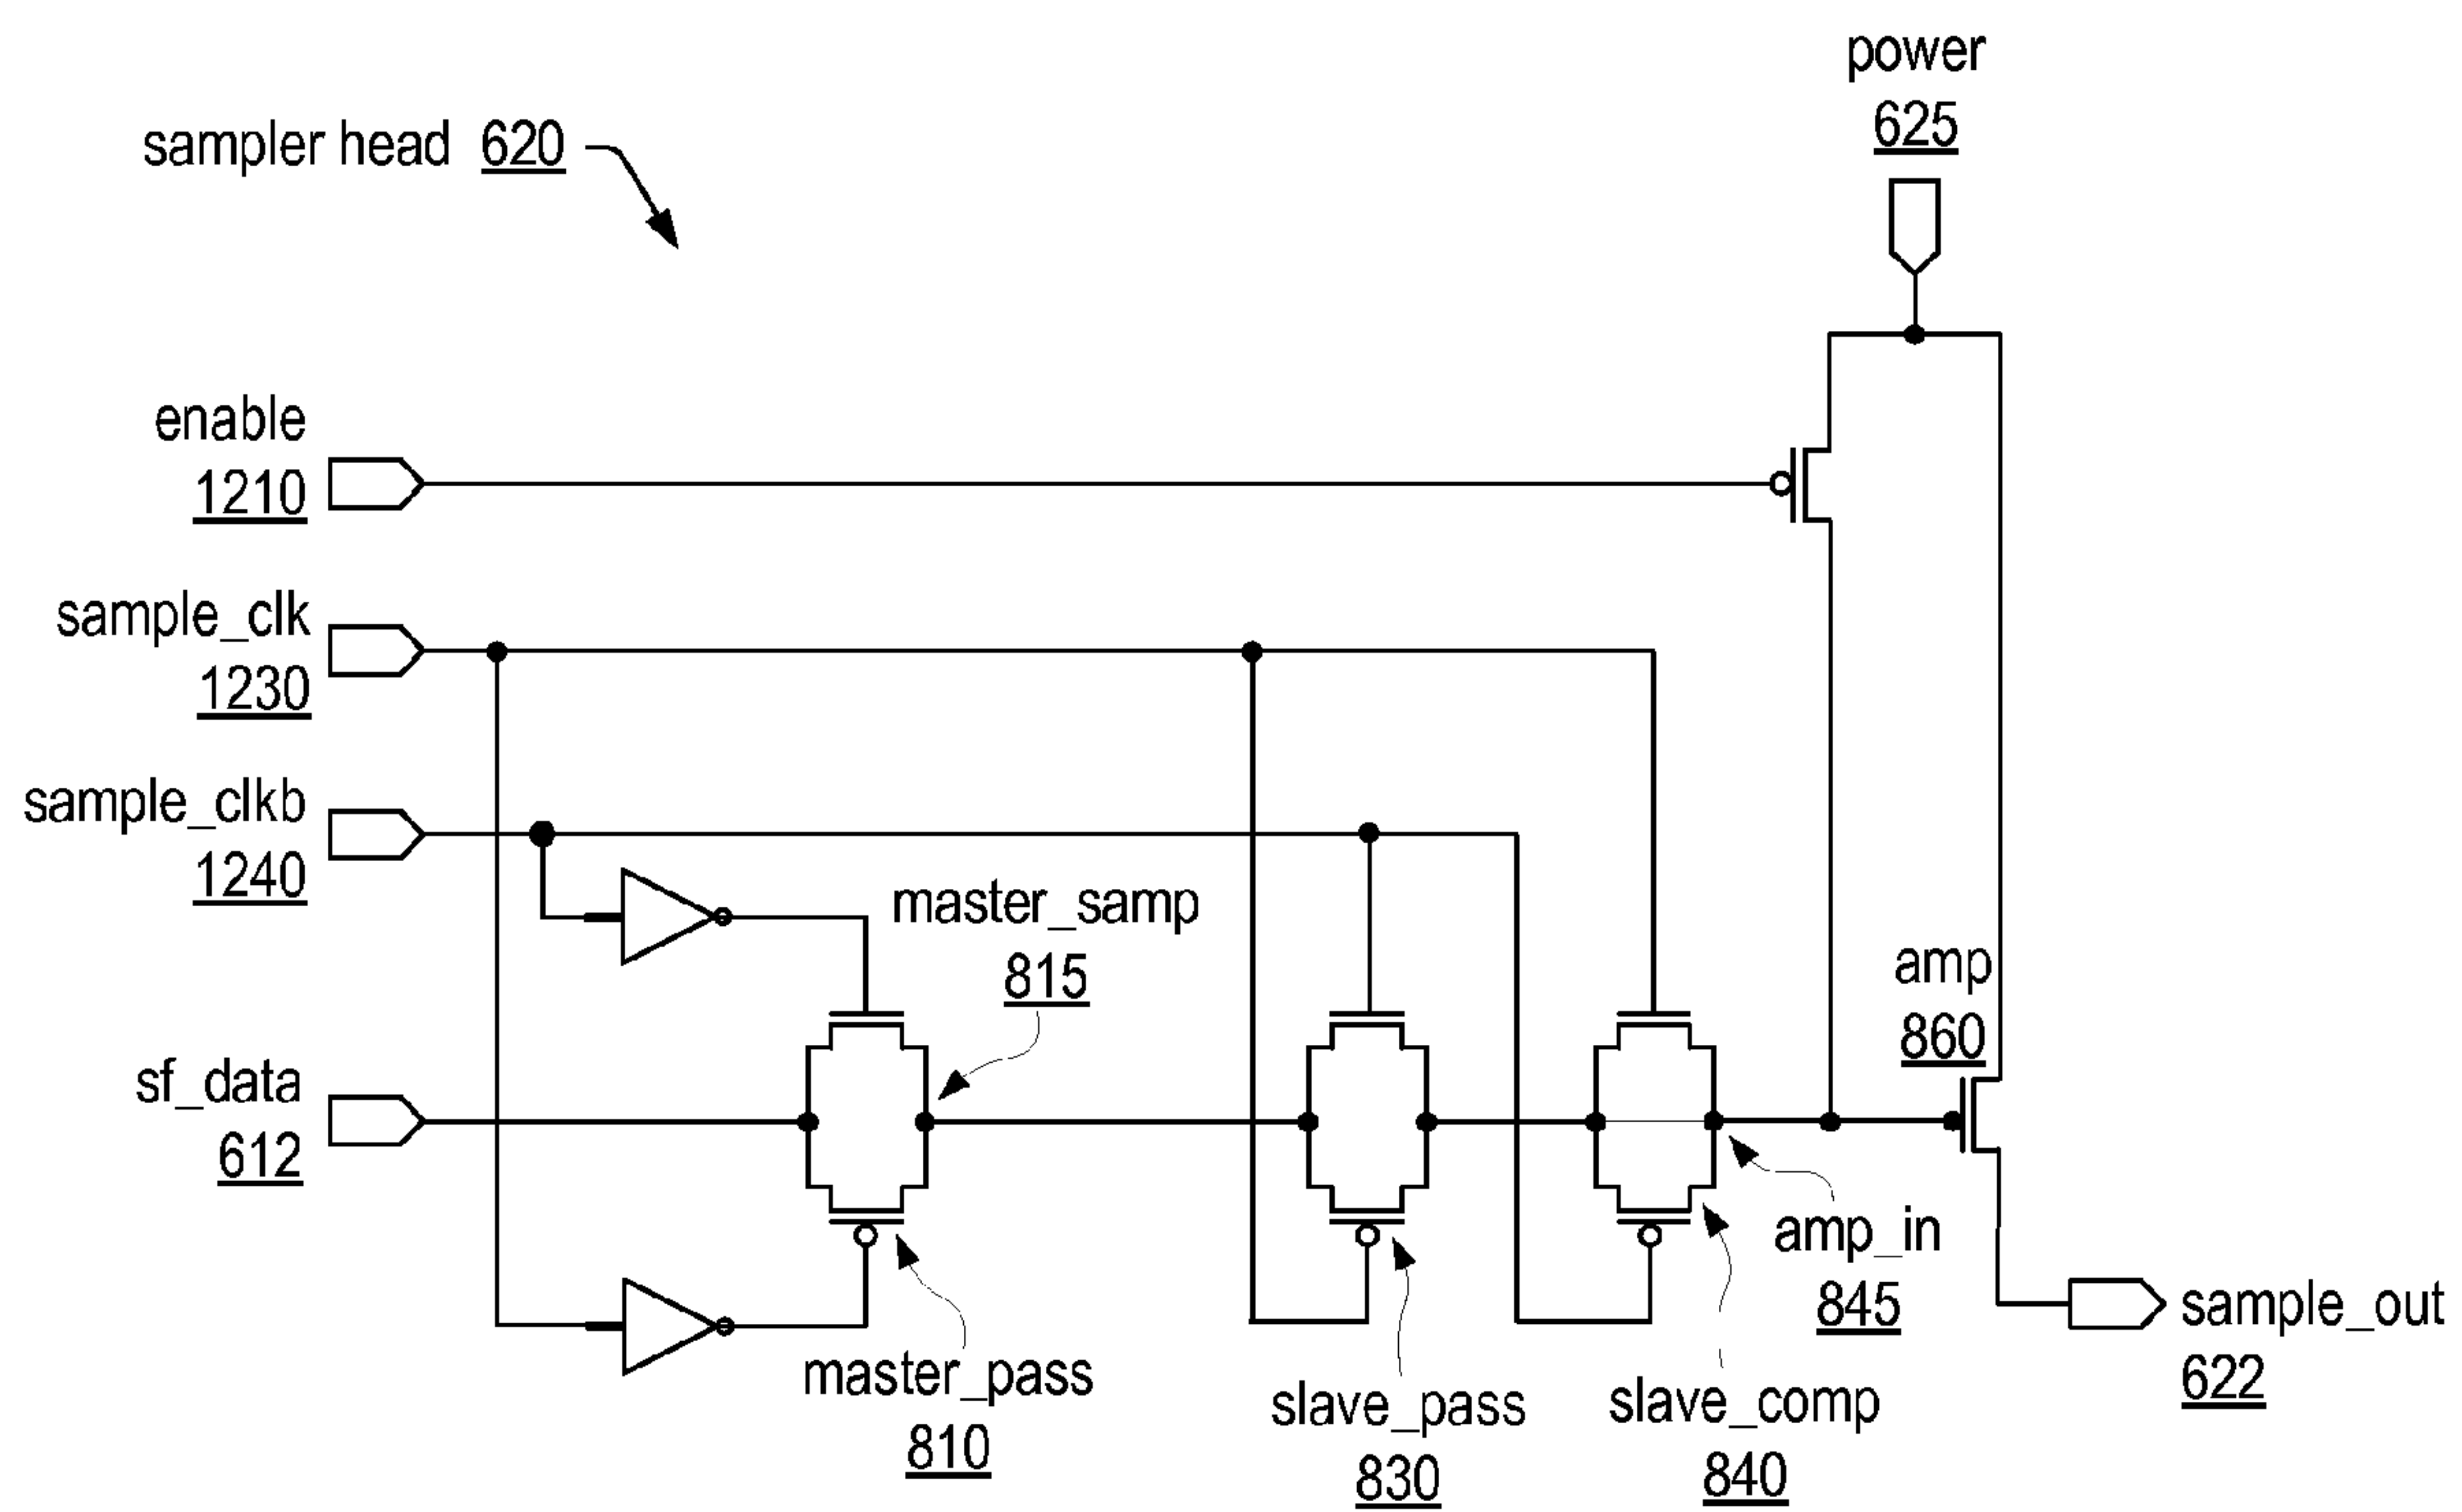 power
625
sampler head 620
enable
1210
sample_clk
1230
sample_clkb
1240
master_samp
815
amp
860
sf_data
612
amp_in
845
sample_out
622
master_pass
810
slave_pass
830
slave_comp
840